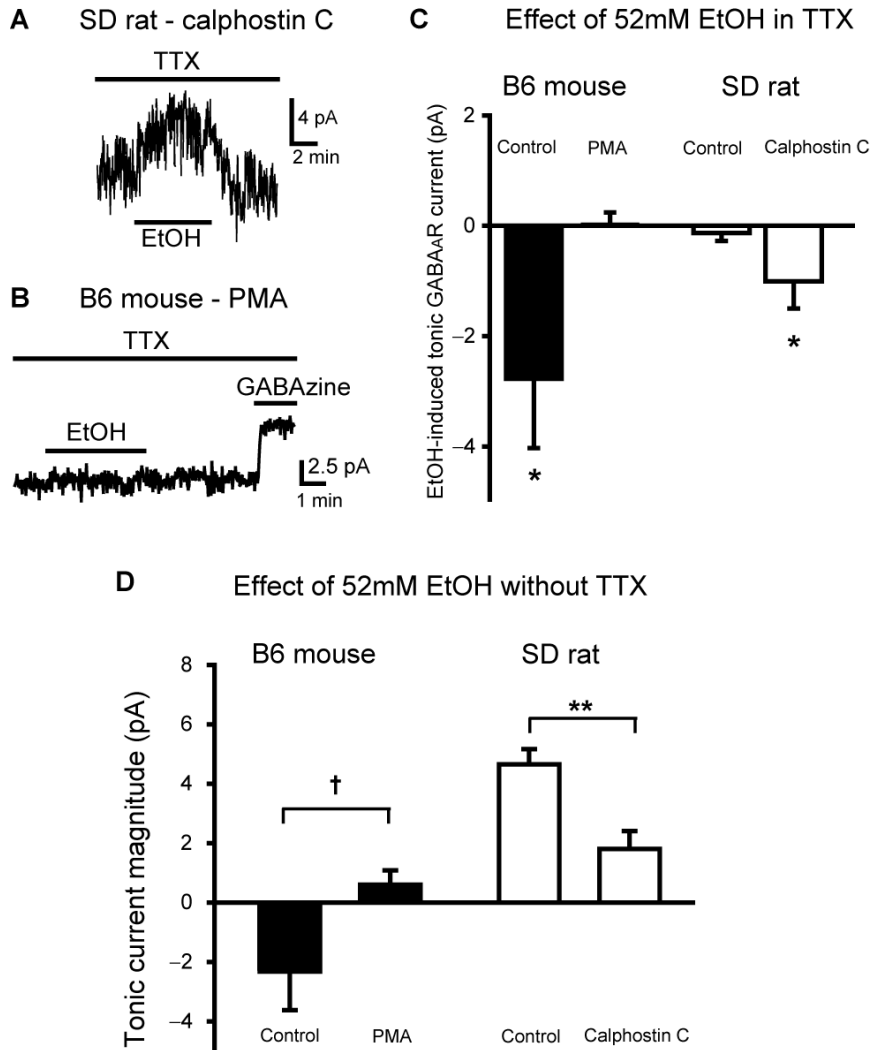 A SD rat - calphostin C
TTX
4 pA
2 min
EtOH
B B6 mouse - PMA
TTX
GABAzine
EtOH
2.5 pA
1 min
C Effect of 52mM EtOH in TTX
B6 mouse SD rat
Control PMA Control Calphostin C
EtOH-induced tonic GABAAR current (pA)
2
0
−2
−4
*
*
D Effect of 52mM EtOH without TTX
B6 mouse SD rat
Tonic current magnitude (pA)
8
6
4
2
0
−2
−4
†
**
Control PMA Control Calphostin C